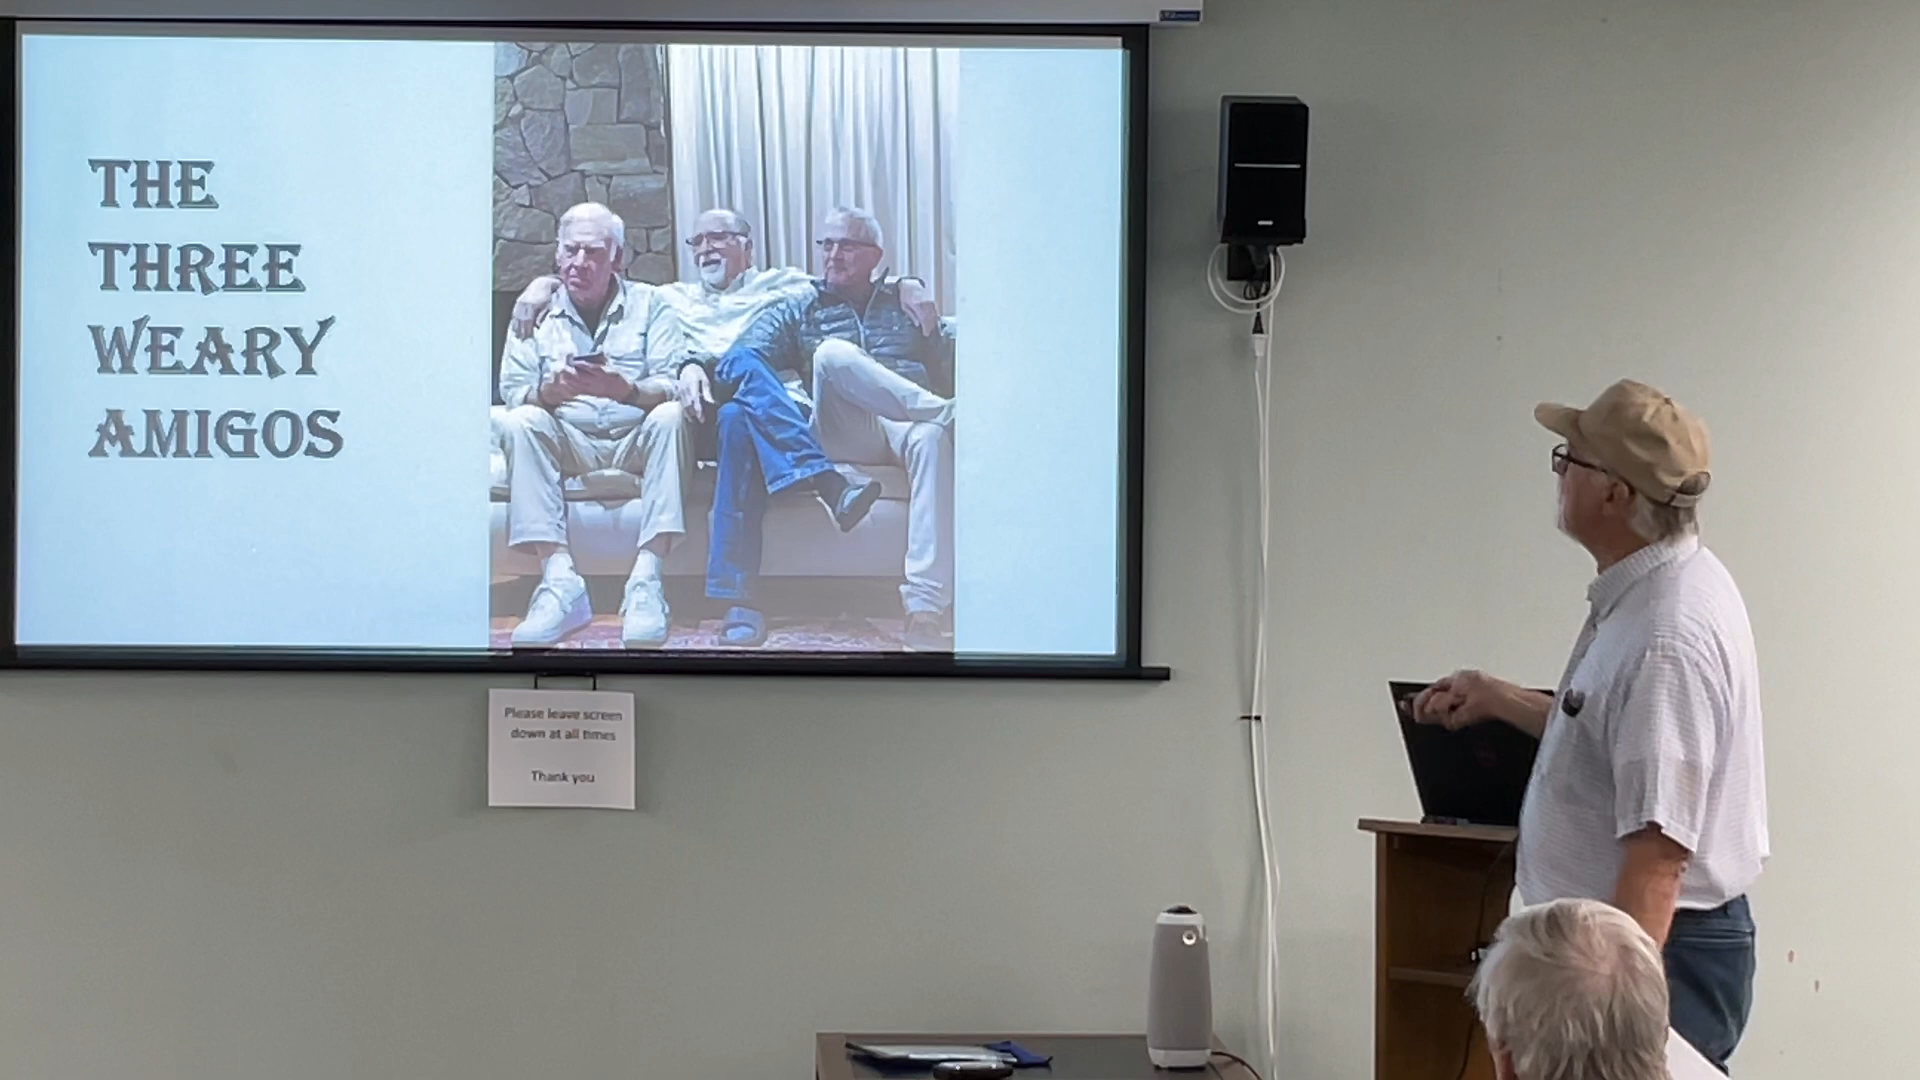 THE
THREE
WEARY
AMIGOS
Please leave screen
down at all times
Thank you